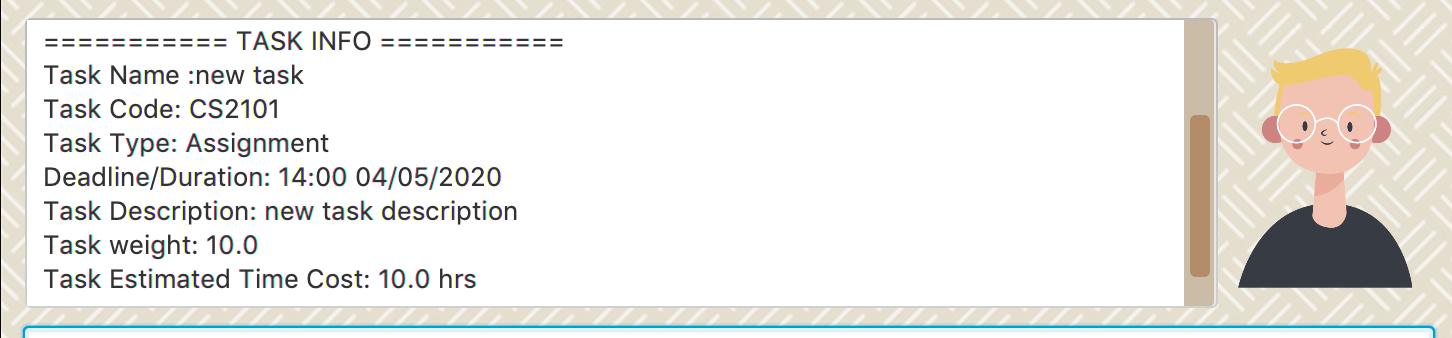 =========== TASK INFO ===========
Task Name :new task
Task Code: CS2101
Task Type: Assignment
Deadline/Duration: 14:00 04/05/2020
Task Description: new task description
Task weight: 10.0
Task Estimated Time Cost: 10.0 hrs